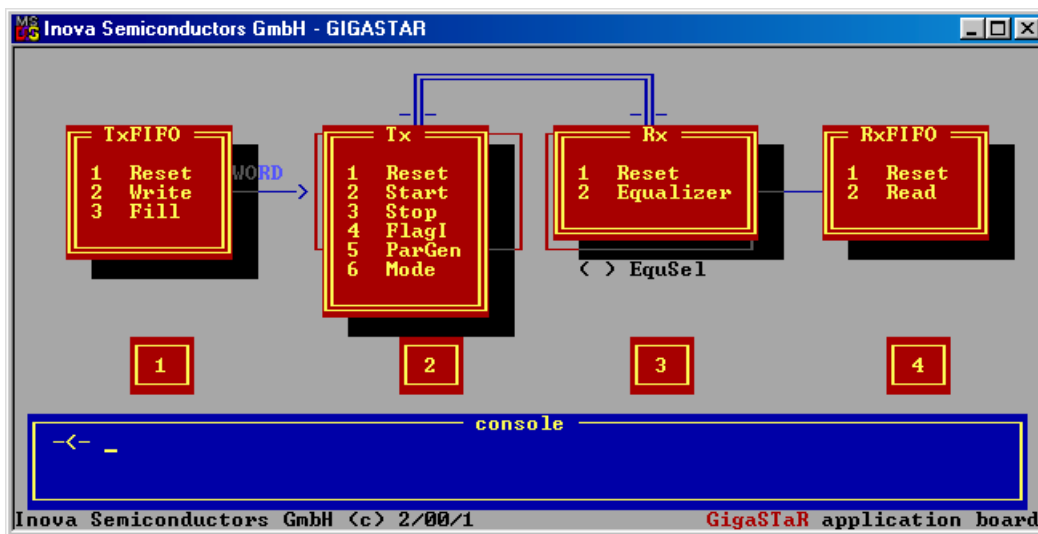 Inova Semiconductors GmbH - GIGASTAR
TxFIFO
1 Reset
2 Write
3 Fill
WORD
Tx
1 Reset
2 Start
3 Stop
4 FlagI
5 ParGen
6 Mode
Rx
1 Reset
2 Equalizer
( ) EquSel
RxFIFO
1 Reset
2 Read
1
2
3
4
console
-<- _
Inova Semiconductors GmbH (c) 2/00/1
GigaSTaR application board